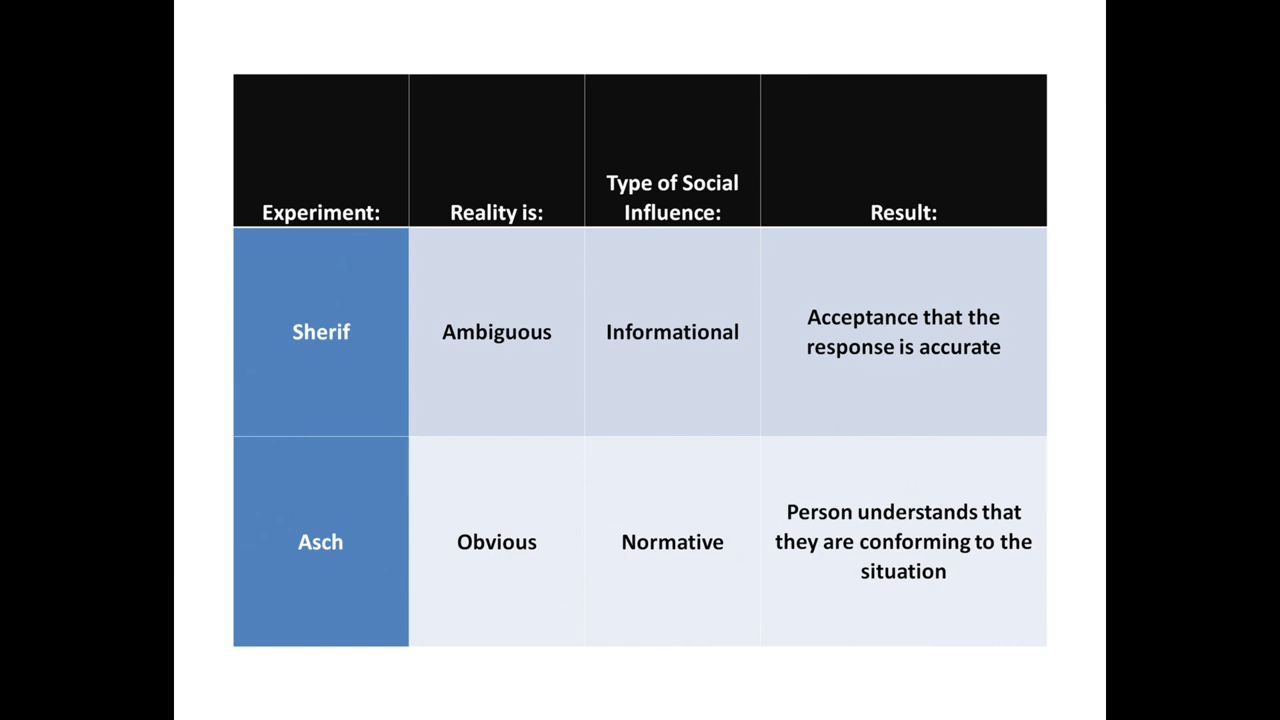 Experiment:
Reality is:
Type of Social
Influence:
Result:
Sherif
Ambiguous
Informational
Acceptance that the
response is accurate
Asch
Obvious
Normative
Person understands that
they are conforming to the
situation